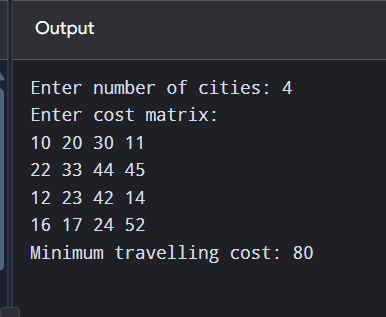 Output
Enter number of cities: 4
Enter cost matrix:
10 20 30 11
22 33 44 45
12 23 42 14
16 17 24 52
Minimum travelling cost: 80